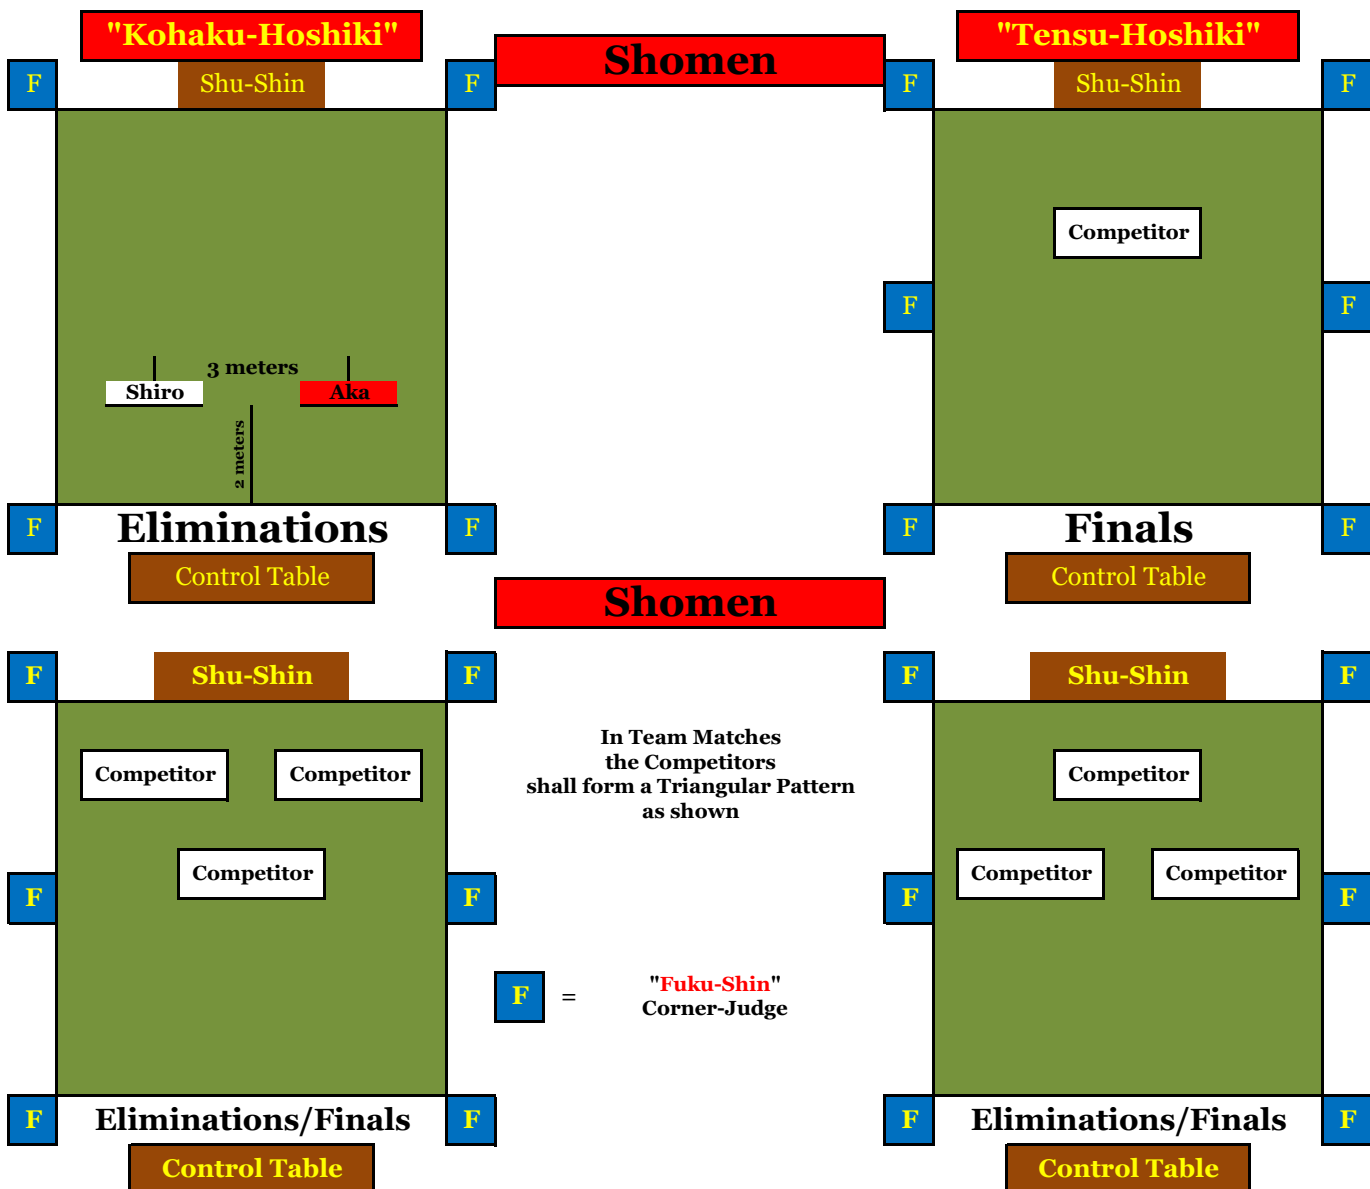 "Kohaku-Hoshiki"
Shomen
"Tensu-Hoshiki"
F
Shu-Shin
F
F
Shu-Shin
F
Competitor
F
F
3 meters
Shiro
Aka
2 meters
F
Eliminations
F
F
Finals
F
Control Table
Control Table
Shomen
F
Shu-Shin
F
F
Shu-Shin
F
In Team Matches
the Competitors
shall form a Triangular Pattern
as shown
Competitor
Competitor
Competitor
Competitor
Competitor
Competitor
F
F
F
F
F
=
"Fuku-Shin"
Corner-Judge
F
Eliminations/Finals
F
F
Eliminations/Finals
F
Control Table
Control Table